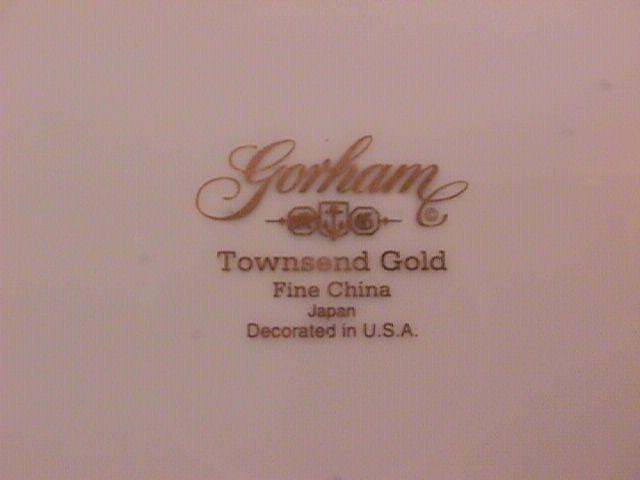 Gorham ©
Townsend Gold
Fine China
Japan
Decorated in U.S.A.